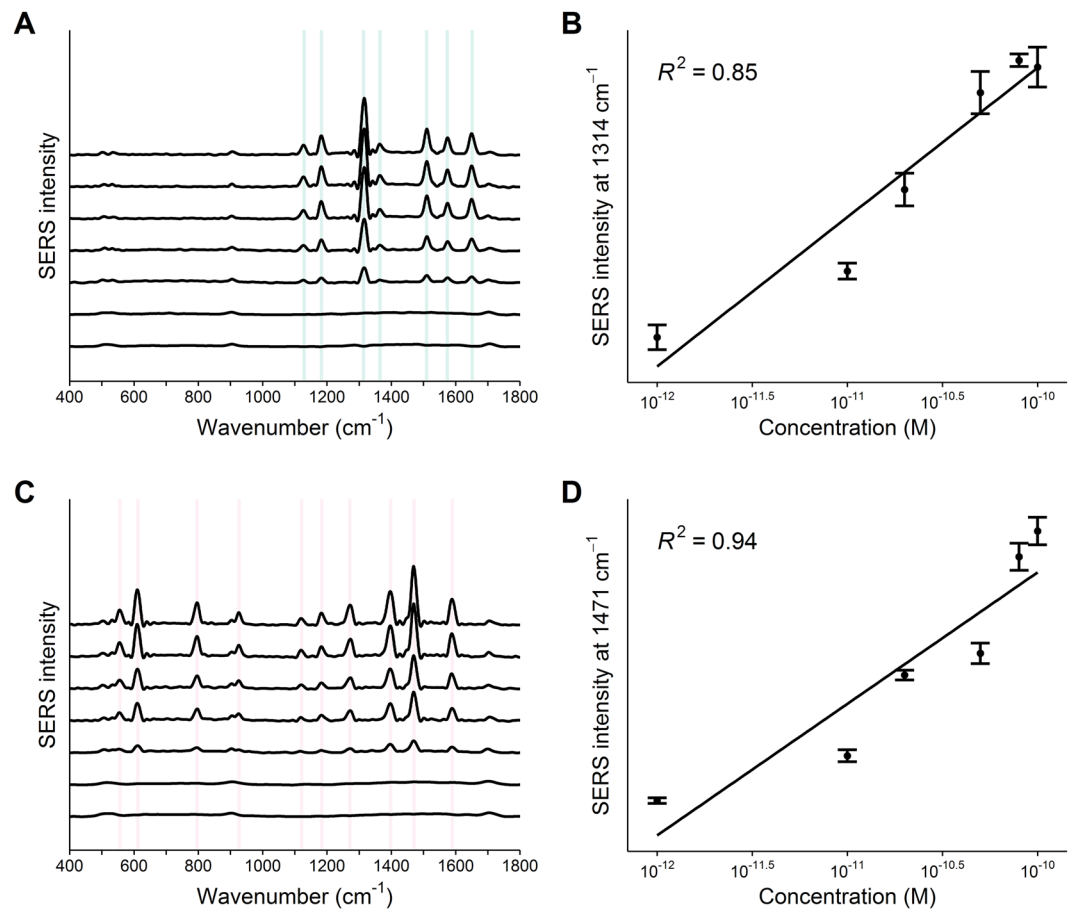 A
SERS intensity
400 600 800 1000 1200 1400 1600 1800
Wavenumber (cm⁻¹)
B
R² = 0.85
SERS intensity at 1314 cm⁻¹
10⁻¹² 10⁻¹¹·⁵ 10⁻¹¹ 10⁻¹⁰·⁵ 10⁻¹⁰
Concentration (M)
C
SERS intensity
400 600 800 1000 1200 1400 1600 1800
Wavenumber (cm⁻¹)
D
R² = 0.94
SERS intensity at 1471 cm⁻¹
10⁻¹² 10⁻¹¹·⁵ 10⁻¹¹ 10⁻¹⁰·⁵ 10⁻¹⁰
Concentration (M)